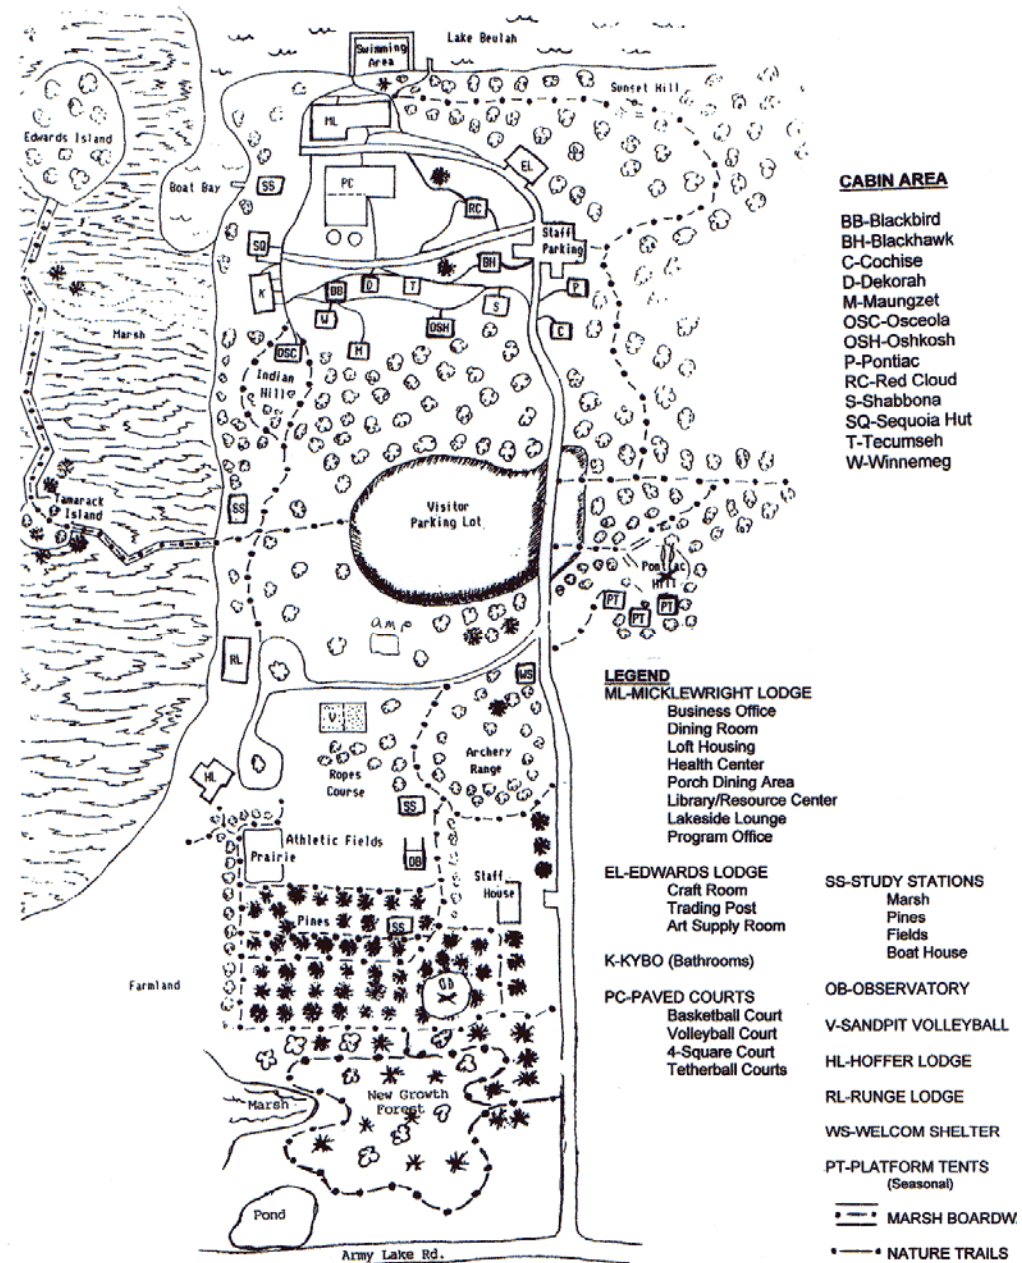 Lake Beulah
Swimming
Area
Sunset Hill
Edwards Island
ML
EL
Boat Bay
SS
PC
RC
Staff
Parking
SQ
BH
K
BB
D
T
P
W
S
OSH
C
Marsh
OSC
M
Indian
Hill
Visitor
Parking Lot
SS
Tamarack
Island
Pontiac
Hill
PT
PT
PT
amp
RL
WS
V
Archery
Range
HL
Ropes
Course
SS
Athletic Fields
Prairie
OB
Staff
House
Pines
SS
Farmland
New Growth
Forest
Marsh
Pond
Army Lake Rd.
CABIN AREA
BB-Blackbird
BH-Blackhawk
C-Cochise
D-Dekorah
M-Maungzet
OSC-Osceola
OSH-Oshkosh
P-Pontiac
RC-Red Cloud
S-Shabbona
SQ-Sequoia Hut
T-Tecumseh
W-Winnemeg
LEGEND
ML-MICKLEWRIGHT LODGE
Business Office
Dining Room
Loft Housing
Health Center
Porch Dining Area
Library/Resource Center
Lakeside Lounge
Program Office
EL-EDWARDS LODGE
Craft Room
Trading Post
Art Supply Room
K-KYBO (Bathrooms)
PC-PAVED COURTS
Basketball Court
Volleyball Court
4-Square Court
Tetherball Courts
SS-STUDY STATIONS
Marsh
Pines
Fields
Boat House
OB-OBSERVATORY
V-SANDPIT VOLLEYBALL
HL-HOFFER LODGE
RL-RUNGE LODGE
WS-WELCOM SHELTER
PT-PLATFORM TENTS
(Seasonal)
MARSH BOARDWA
NATURE TRAILS